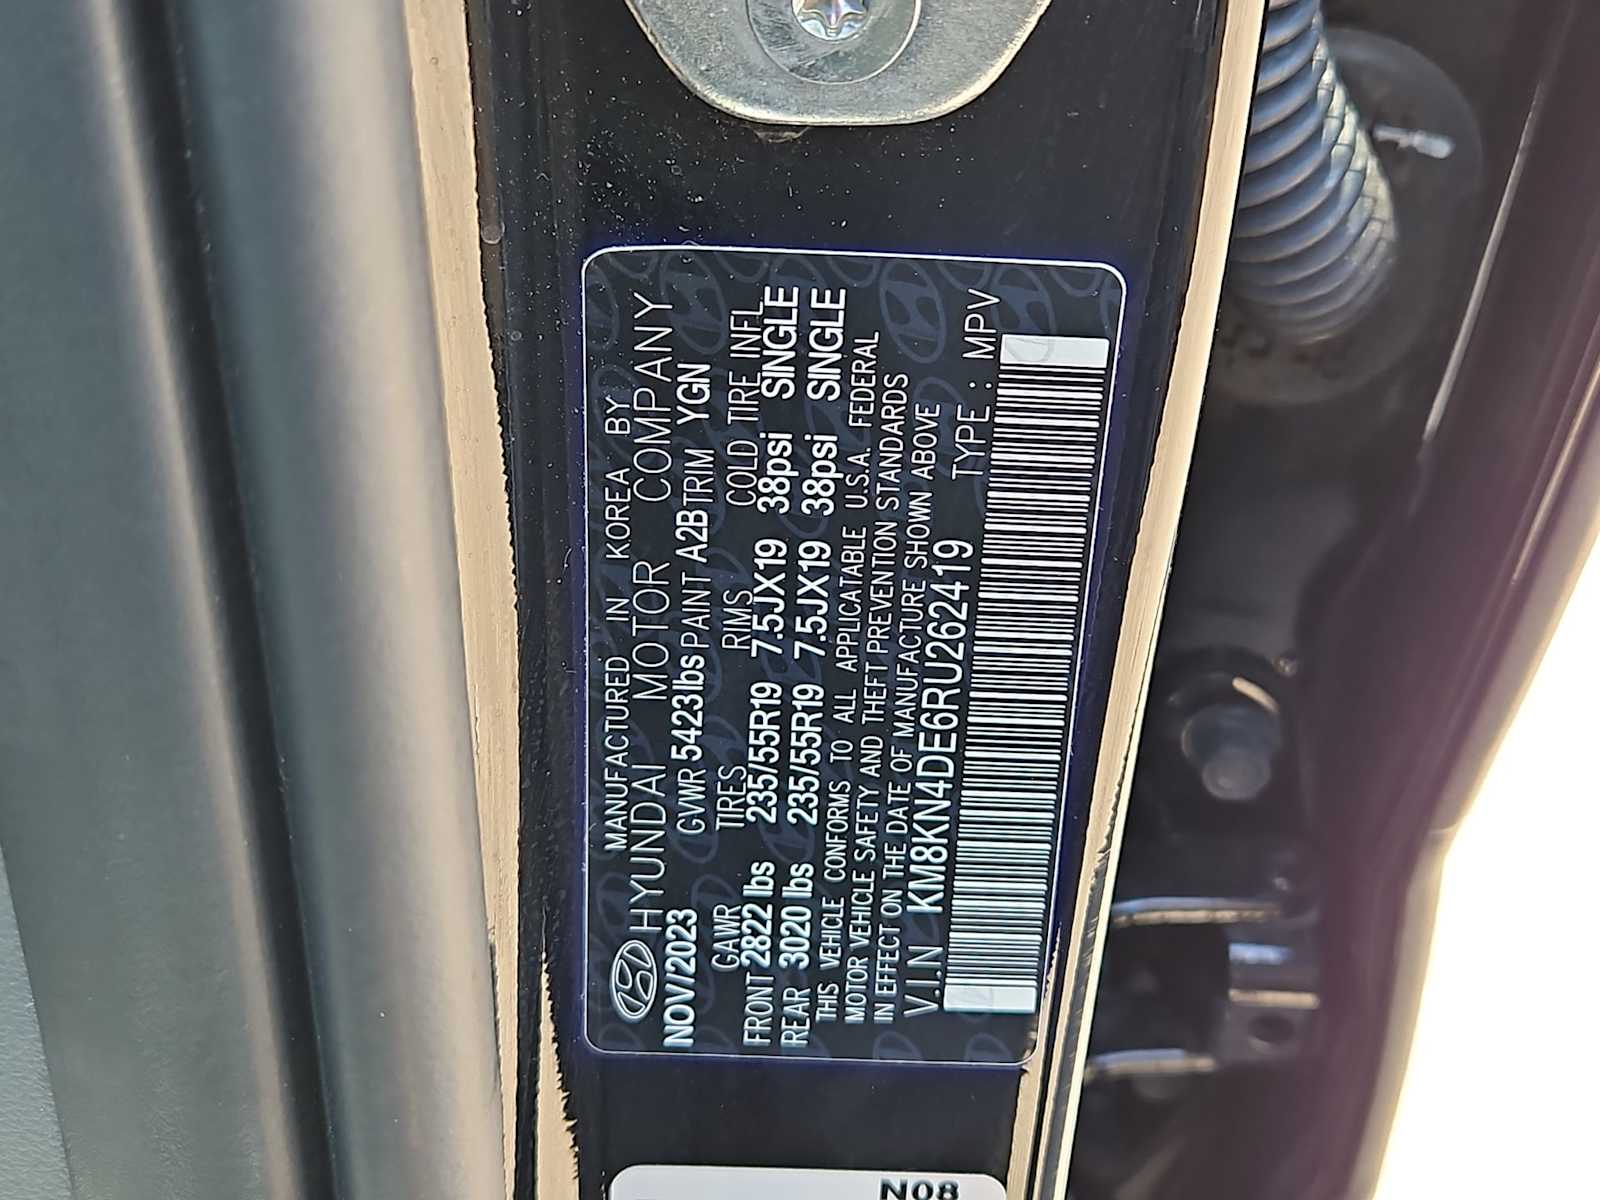 MANUFACTURED IN KOREA BY
HYUNDAI MOTOR COMPANY
NOV/2023 GVWR 5423lbs PAINT A2B TRIM YGN
GAWR TIRES RIMS COLD TIRE INFL.
FRONT 2822 lbs 235/55R19 7.5JX19 38psi SINGLE
REAR 3020 lbs 235/55R19 7.5JX19 38psi SINGLE
THIS VEHICLE CONFORMS TO ALL APPLICATABLE U.S.A. FEDERAL
MOTOR VEHICLE SAFETY AND THEFT PREVENTION STANDARDS
IN EFFECT ON THE DATE OF MANUFACTURE SHOWN ABOVE
V.I.N KM8KN4DE6RU262419 TYPE : MPV
N08